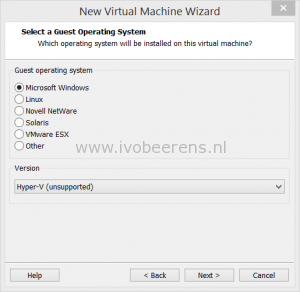 New Virtual Machine Wizard
Select a Guest Operating System
Which operating system will be installed on this virtual machine?
Guest operating system
Microsoft Windows
Linux
Novell NetWare
Solaris
VMware ESX
Other
www.ivobeerens.nl
Version
Hyper-V (unsupported)
Help
< Back
Next >
Cancel